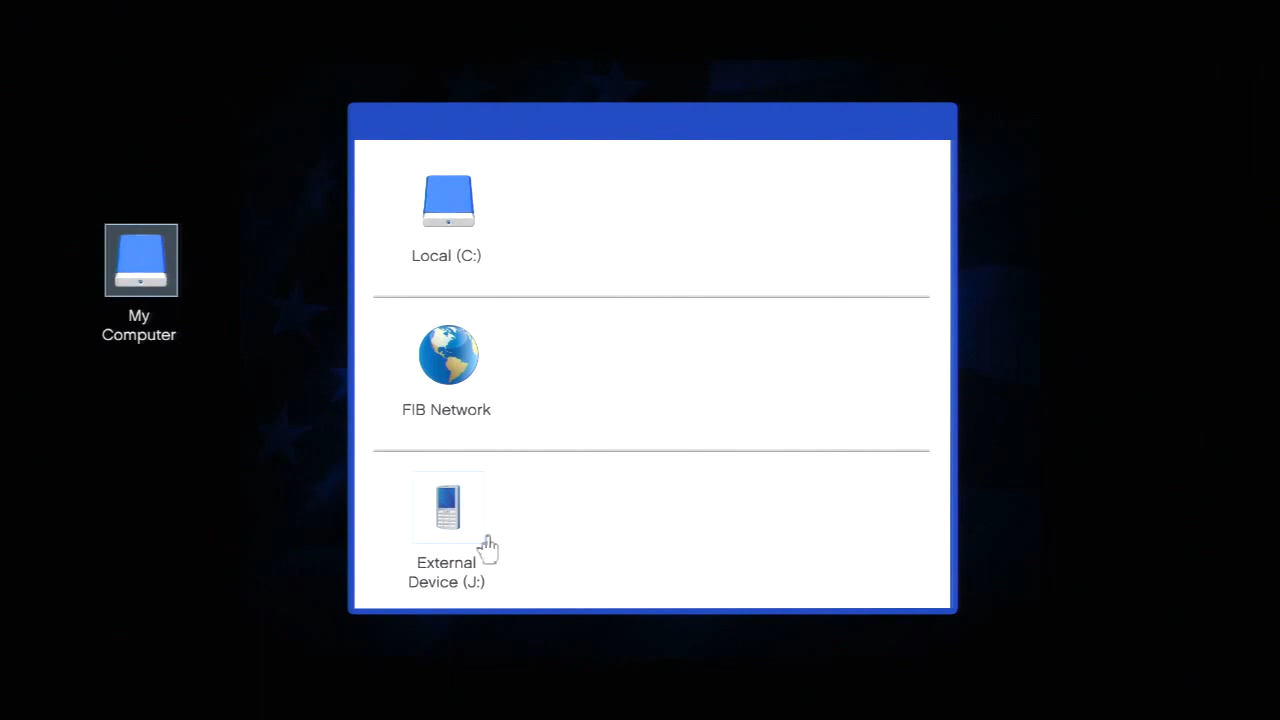 Local (C:)
My
Computer
FIB Network
External
Device (J:)